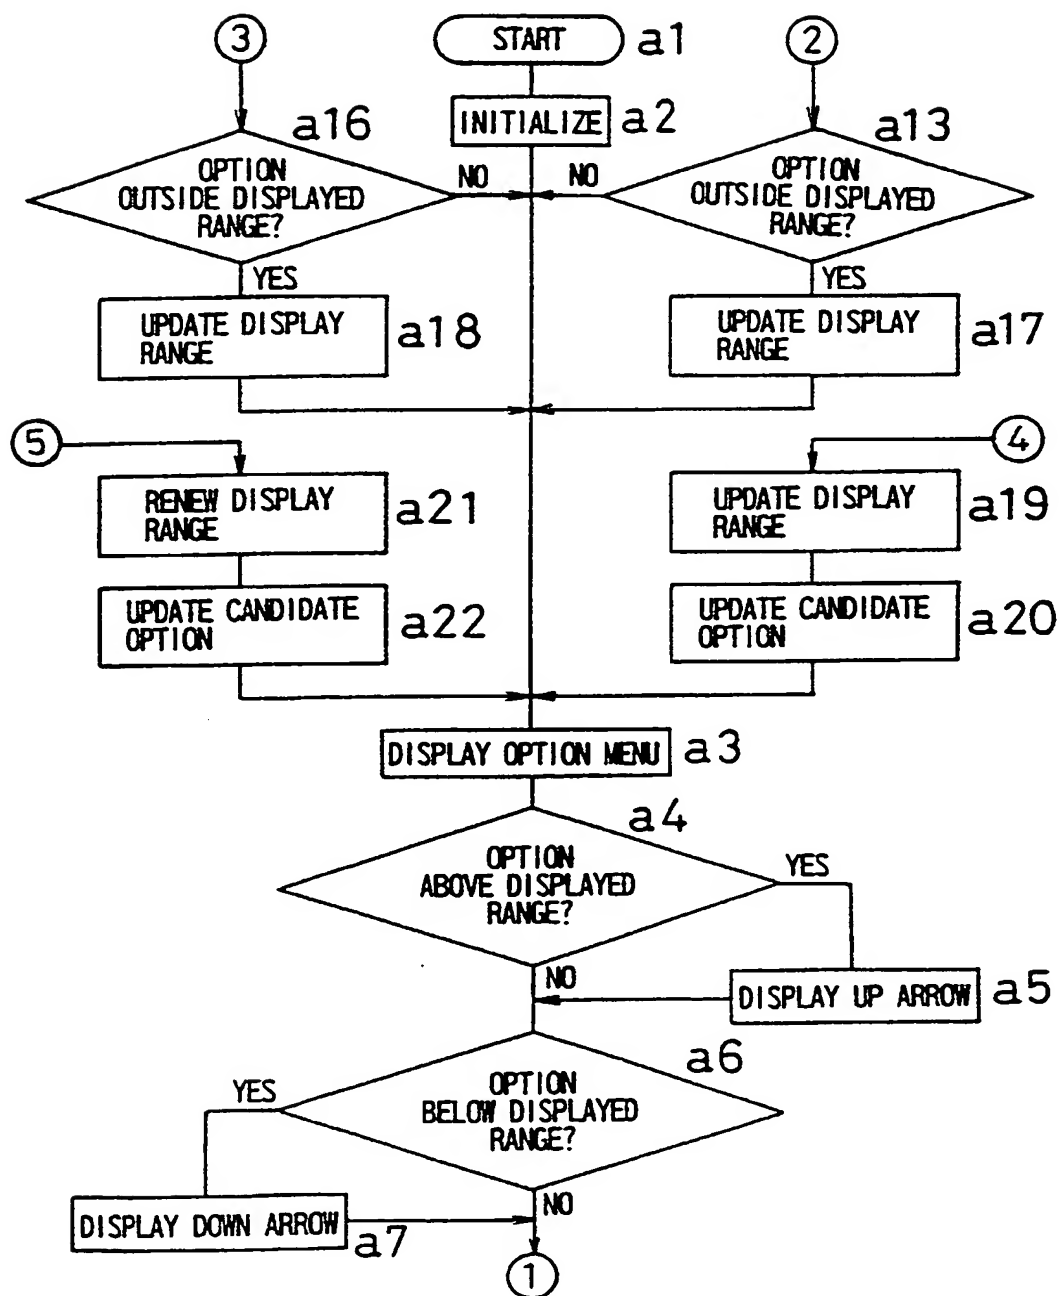 3
START
a1
2
INITIALIZE
a2
a16
OPTION
OUTSIDE DISPLAYED
RANGE?
NO
NO
a13
OPTION
OUTSIDE DISPLAYED
RANGE?
YES
YES
UPDATE DISPLAY
RANGE
a18
UPDATE DISPLAY
RANGE
a17
5
4
RENEW DISPLAY
RANGE
a21
UPDATE DISPLAY
RANGE
a19
UPDATE CANDIDATE
OPTION
a22
UPDATE CANDIDATE
OPTION
a20
DISPLAY OPTION MENU
a3
a4
OPTION
ABOVE DISPLAYED
RANGE?
YES
NO
DISPLAY UP ARROW
a5
a6
OPTION
BELOW DISPLAYED
RANGE?
YES
NO
DISPLAY DOWN ARROW
a7
1